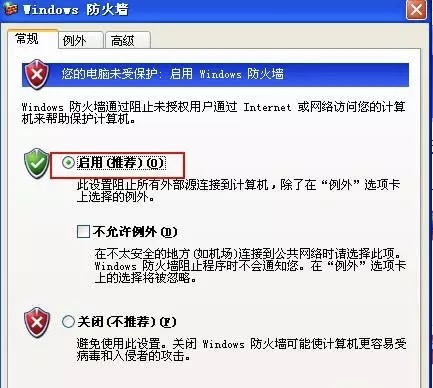 Windows 防火墙
常规 例外 高级
您的电脑未受保护: 启用 Windows 防火墙
Windows 防火墙通过阻止未授权用户通过 Internet 或网络访问您的计算
机来帮助保护计算机。
启用(推荐)(O)
此设置阻止所有外部源连接到计算机，除了在“例外”选项卡
上选择的例外。
不允许例外(D)
在不太安全的地方(如机场)连接到公共网络时请选择此项。
Windows 防火墙阻止程序时不会通知您。在“例外”选项卡
上的选择将被忽略。
关闭(不推荐)(F)
避免使用此设置。关闭 Windows 防火墙可能使计算机更容易受
病毒和入侵者的攻击。